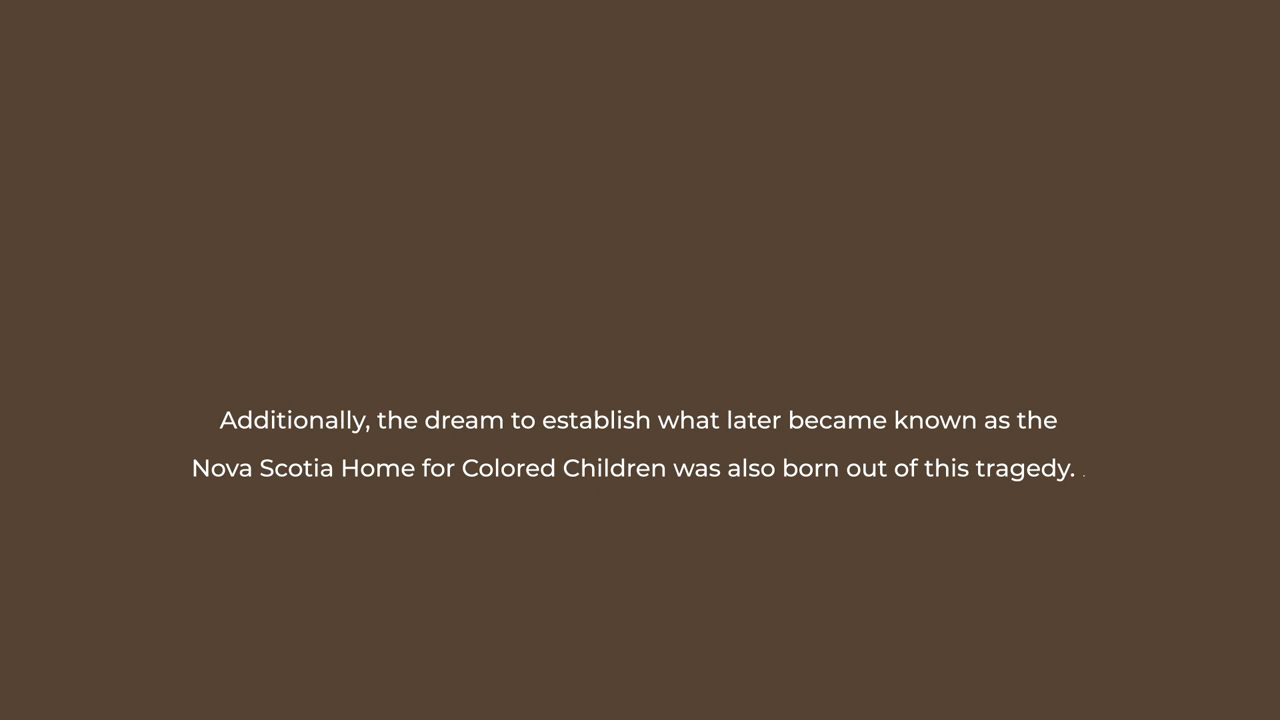 Additionally, the dream to establish what later became known as the
Nova Scotia Home for Colored Children was also born out of this tragedy. .